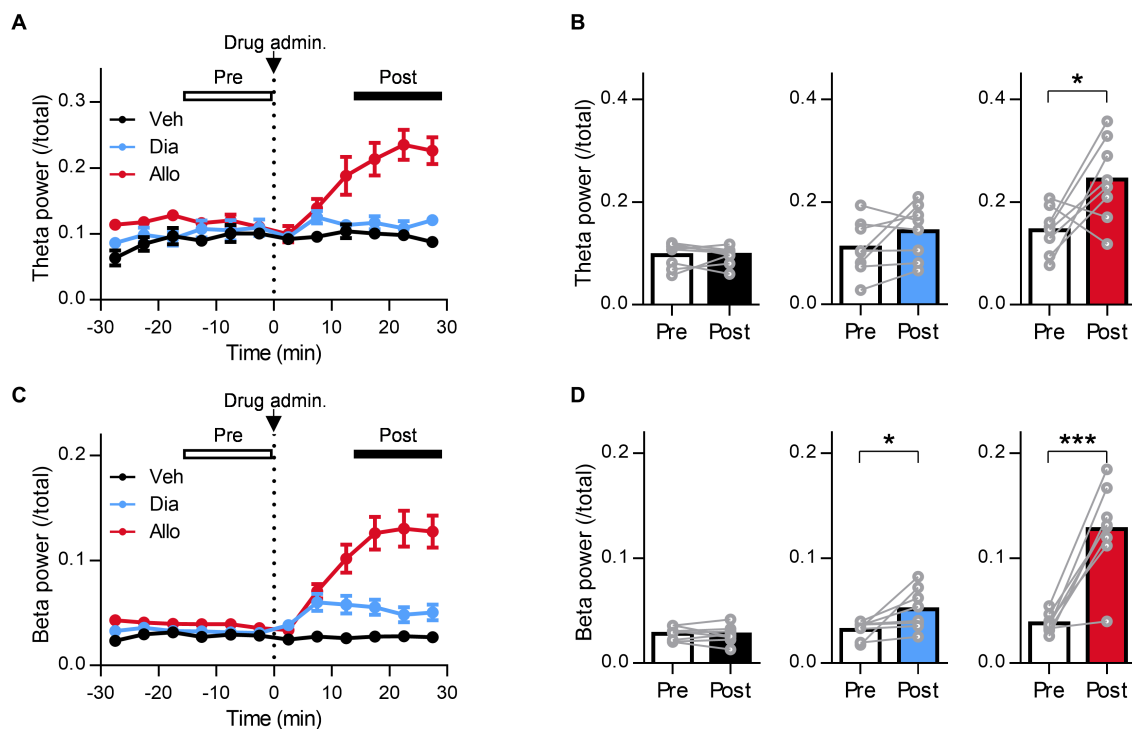 A
Drug admin.
Pre
Post
Theta power (/total)
0.3
0.2
0.1
0.0
Veh
Dia
Allo
-30
-20
-10
0
10
20
30
Time (min)
B
Theta power (/total)
0.4
0.2
0.0
Pre
Post
0.4
0.2
0.0
Pre
Post
*
0.4
0.2
0.0
Pre
Post
C
Drug admin.
Pre
Post
Beta power (/total)
0.2
0.1
0.0
Veh
Dia
Allo
-30
-20
-10
0
10
20
30
Time (min)
D
Beta power (/total)
0.2
0.1
0.0
Pre
Post
*
0.2
0.1
0.0
Pre
Post
***
0.2
0.1
0.0
Pre
Post